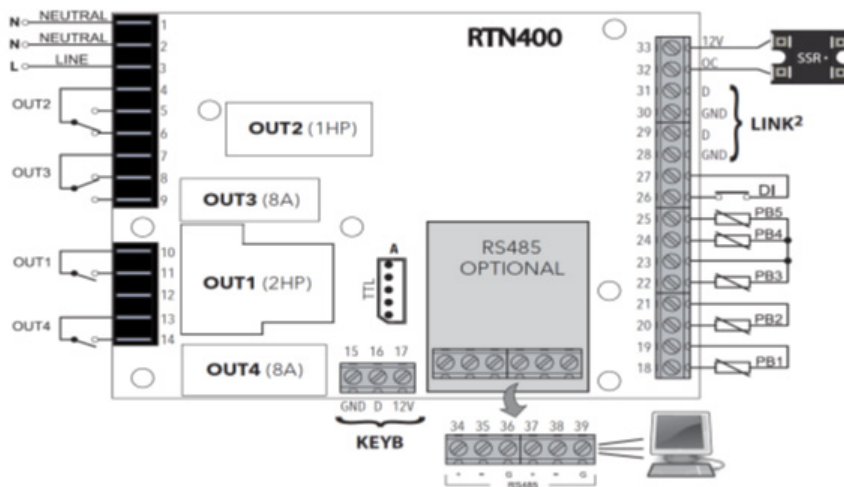 N NEUTRAL 1
N NEUTRAL 2
L LINE 3
4
OUT2 5
6
7
OUT3 8
9
10
OUT1 11
12
13
OUT4 14
RTN400
OUT2 (1HP)
OUT3 (8A)
OUT1 (2HP)
OUT4 (8A)
A
TTL
RS485
OPTIONAL
15 16 17
GND D 12V
KEYB
33 12V
32 OC
31 D
30 GND
29 D
28 GND
LINK²
SSR
27
26 DI
25 PB5
24 PB4
23
22 PB3
21
20 PB2
19
18 PB1
34 35 36 37 38 39
G G
RS485